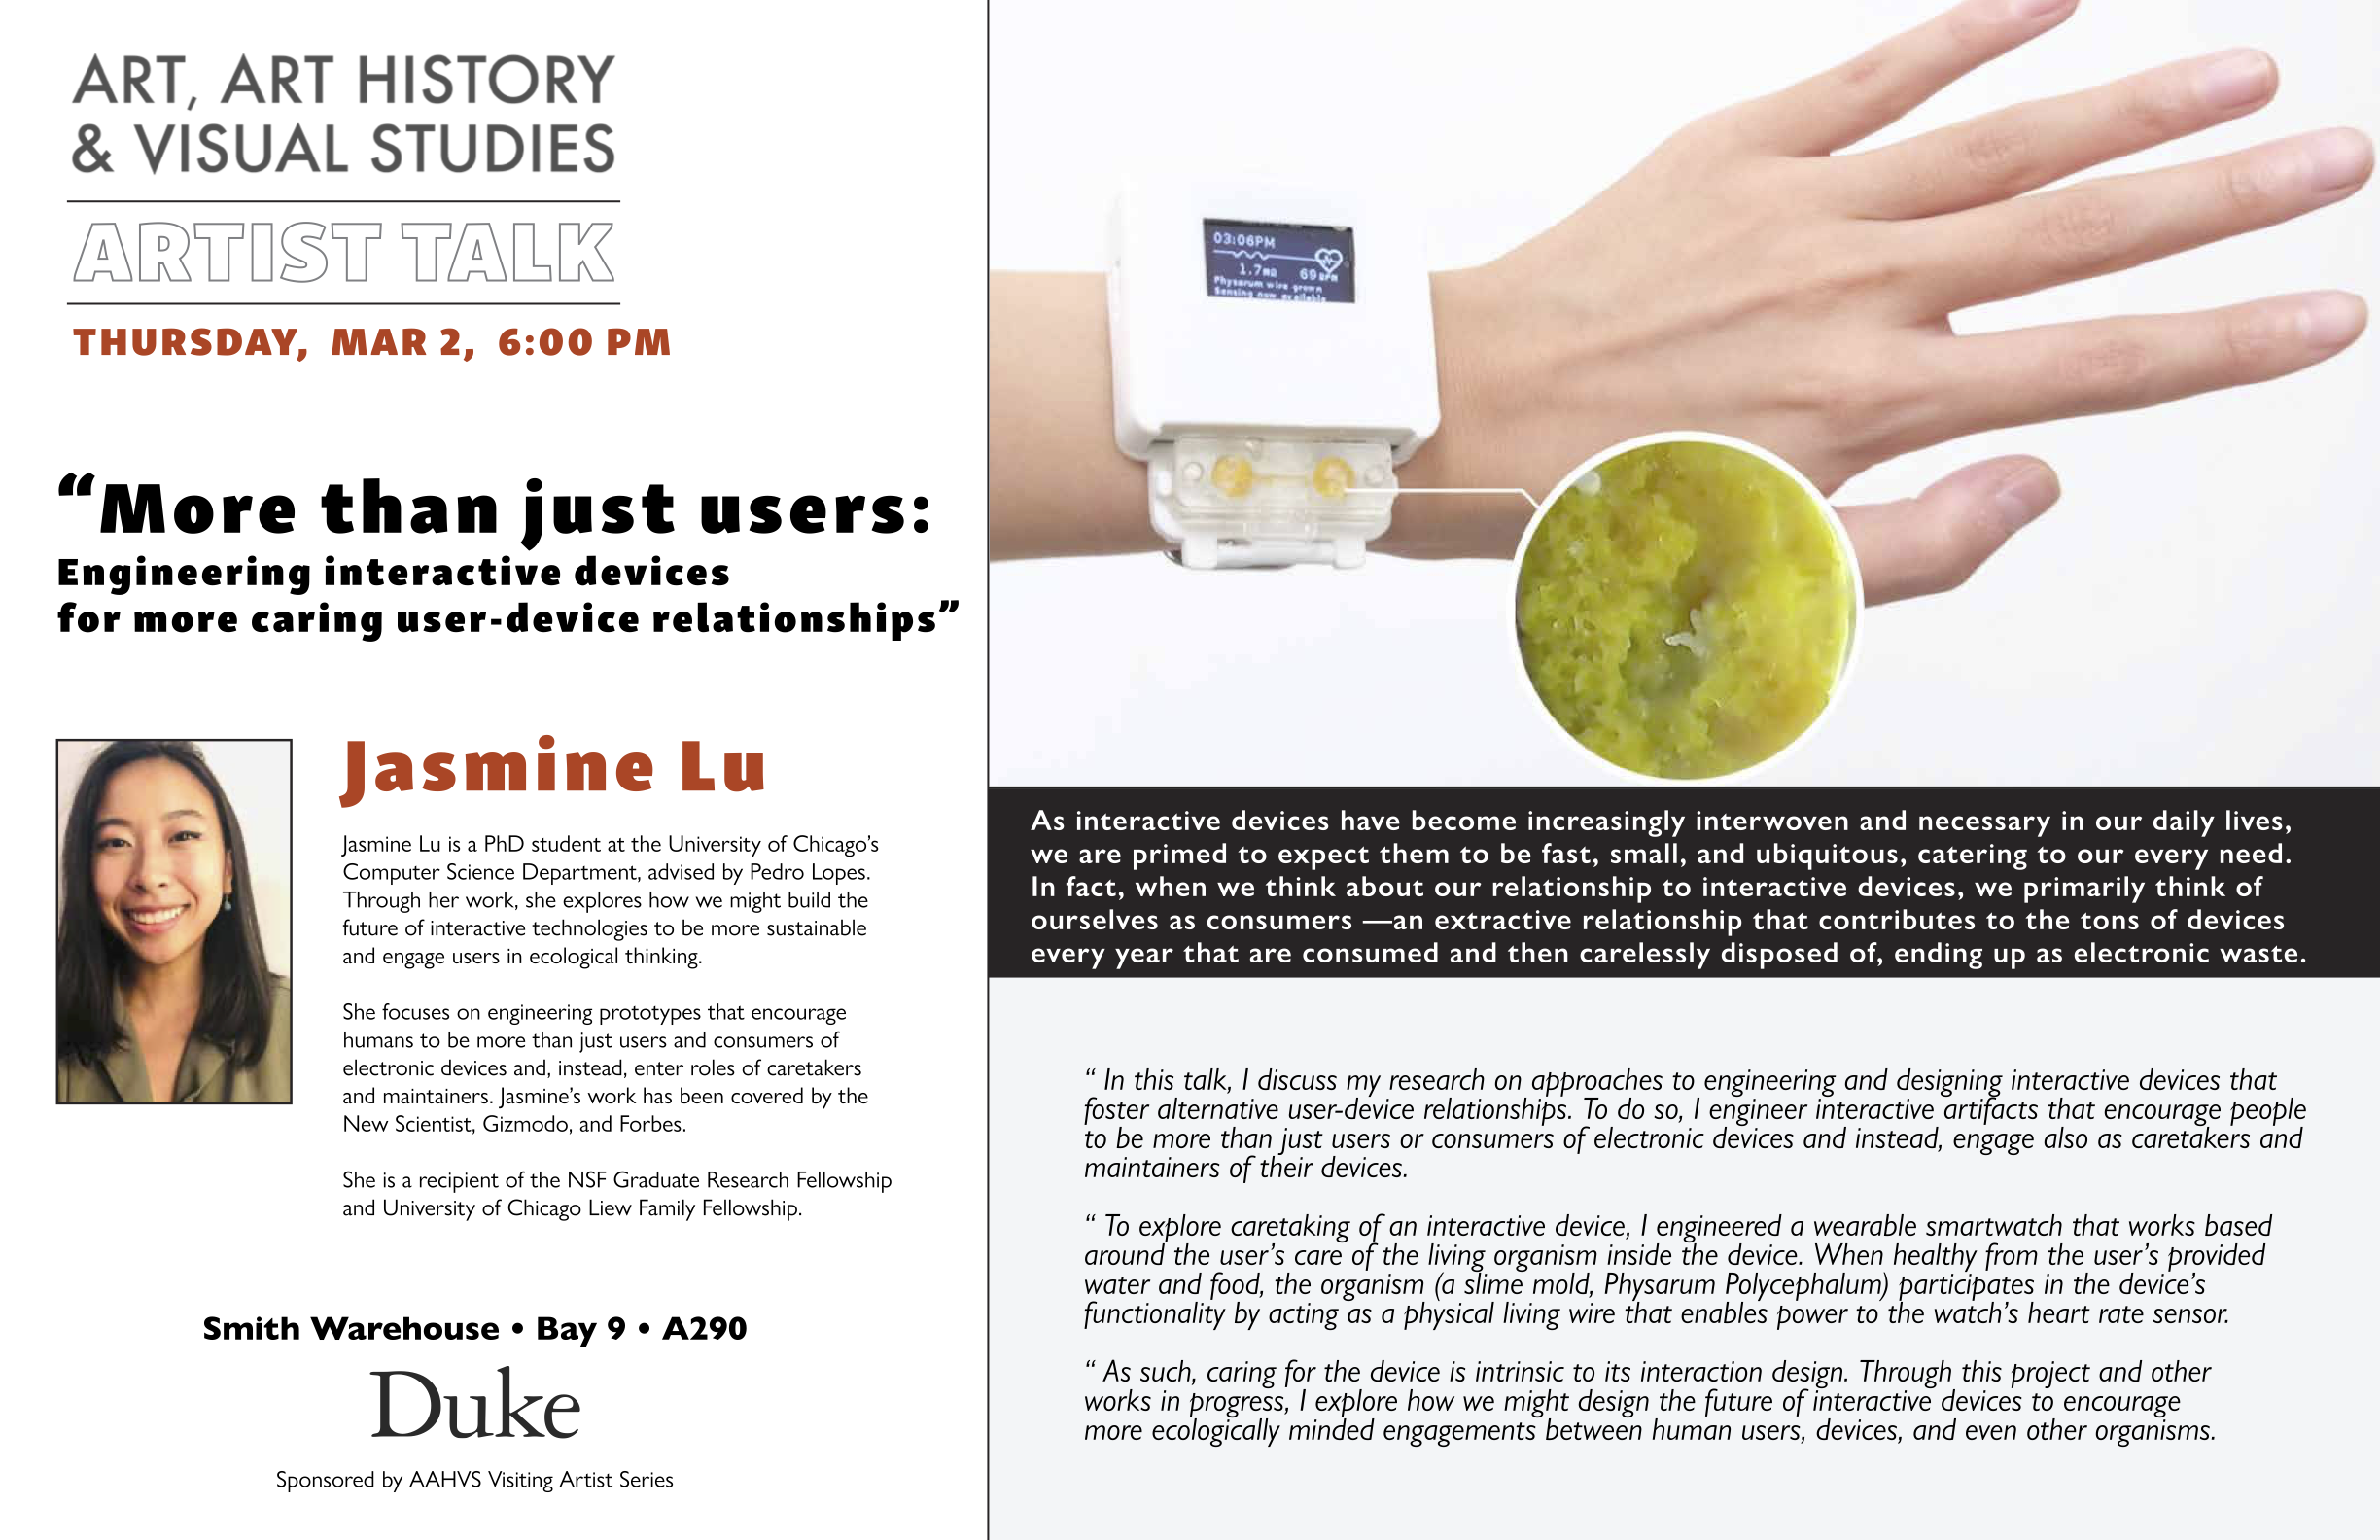 ART, ART HISTORY
& VISUAL STUDIES
ARTIST TALK
THURSDAY, MAR 2, 6:00 PM
“More than just users:
Engineering interactive devices
for more caring user-device relationships”
Jasmine Lu
Jasmine Lu is a PhD student at the University of Chicago’s
Computer Science Department, advised by Pedro Lopes.
Through her work, she explores how we might build the
future of interactive technologies to be more sustainable
and engage users in ecological thinking.
She focuses on engineering prototypes that encourage
humans to be more than just users and consumers of
electronic devices and, instead, enter roles of caretakers
and maintainers. Jasmine’s work has been covered by the
New Scientist, Gizmodo, and Forbes.
She is a recipient of the NSF Graduate Research Fellowship
and University of Chicago Liew Family Fellowship.
Smith Warehouse • Bay 9 • A290
Duke
Sponsored by AAHVS Visiting Artist Series
03:06PM
1.7mΩ 69 BPM
Physarum wire grown
Sensing now available
As interactive devices have become increasingly interwoven and necessary in our daily lives,
we are primed to expect them to be fast, small, and ubiquitous, catering to our every need.
In fact, when we think about our relationship to interactive devices, we primarily think of
ourselves as consumers —an extractive relationship that contributes to the tons of devices
every year that are consumed and then carelessly disposed of, ending up as electronic waste.
“ In this talk, I discuss my research on approaches to engineering and designing interactive devices that
foster alternative user-device relationships. To do so, I engineer interactive artifacts that encourage people
to be more than just users or consumers of electronic devices and instead, engage also as caretakers and
maintainers of their devices.
“ To explore caretaking of an interactive device, I engineered a wearable smartwatch that works based
around the user’s care of the living organism inside the device. When healthy from the user’s provided
water and food, the organism (a slime mold, Physarum Polycephalum) participates in the device’s
functionality by acting as a physical living wire that enables power to the watch’s heart rate sensor.
“ As such, caring for the device is intrinsic to its interaction design. Through this project and other
works in progress, I explore how we might design the future of interactive devices to encourage
more ecologically minded engagements between human users, devices, and even other organisms.